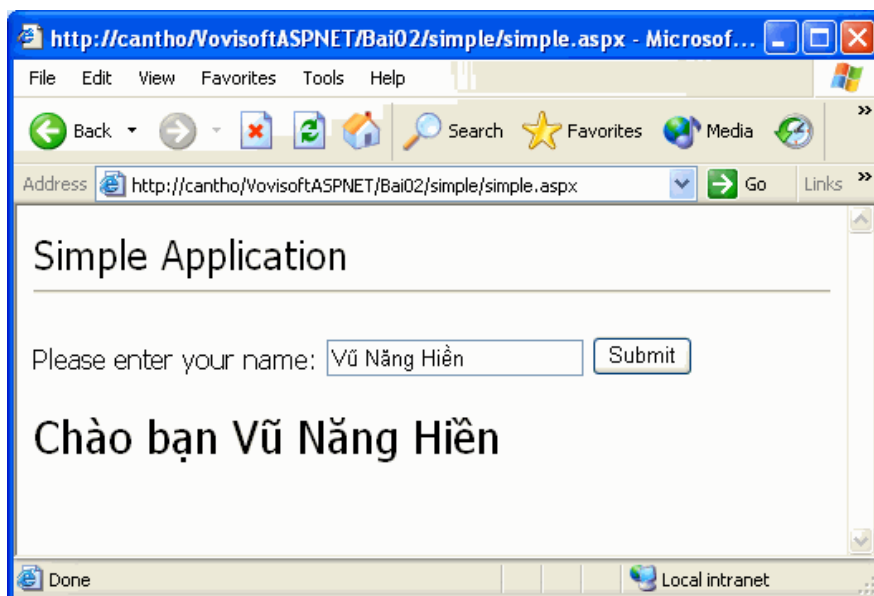 http://cantho/VovisoftASPNET/Bai02/simple/simple.aspx - Microsof...
File Edit View Favorites Tools Help
Back Search Favorites Media »
Address http://cantho/VovisoftASPNET/Bai02/simple/simple.aspx Go Links »
Simple Application
Please enter your name: Vũ Năng Hiền Submit
Chào bạn Vũ Năng Hiền
Done Local intranet